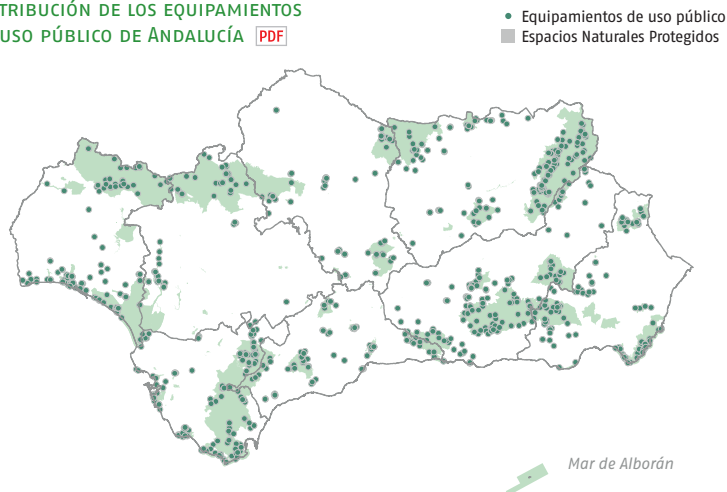 TRIBUCIÓN DE LOS EQUIPAMIENTOS
USO PÚBLICO DE ANDALUCÍA PDF
Equipamientos de uso público
Espacios Naturales Protegidos
Mar de Alborán